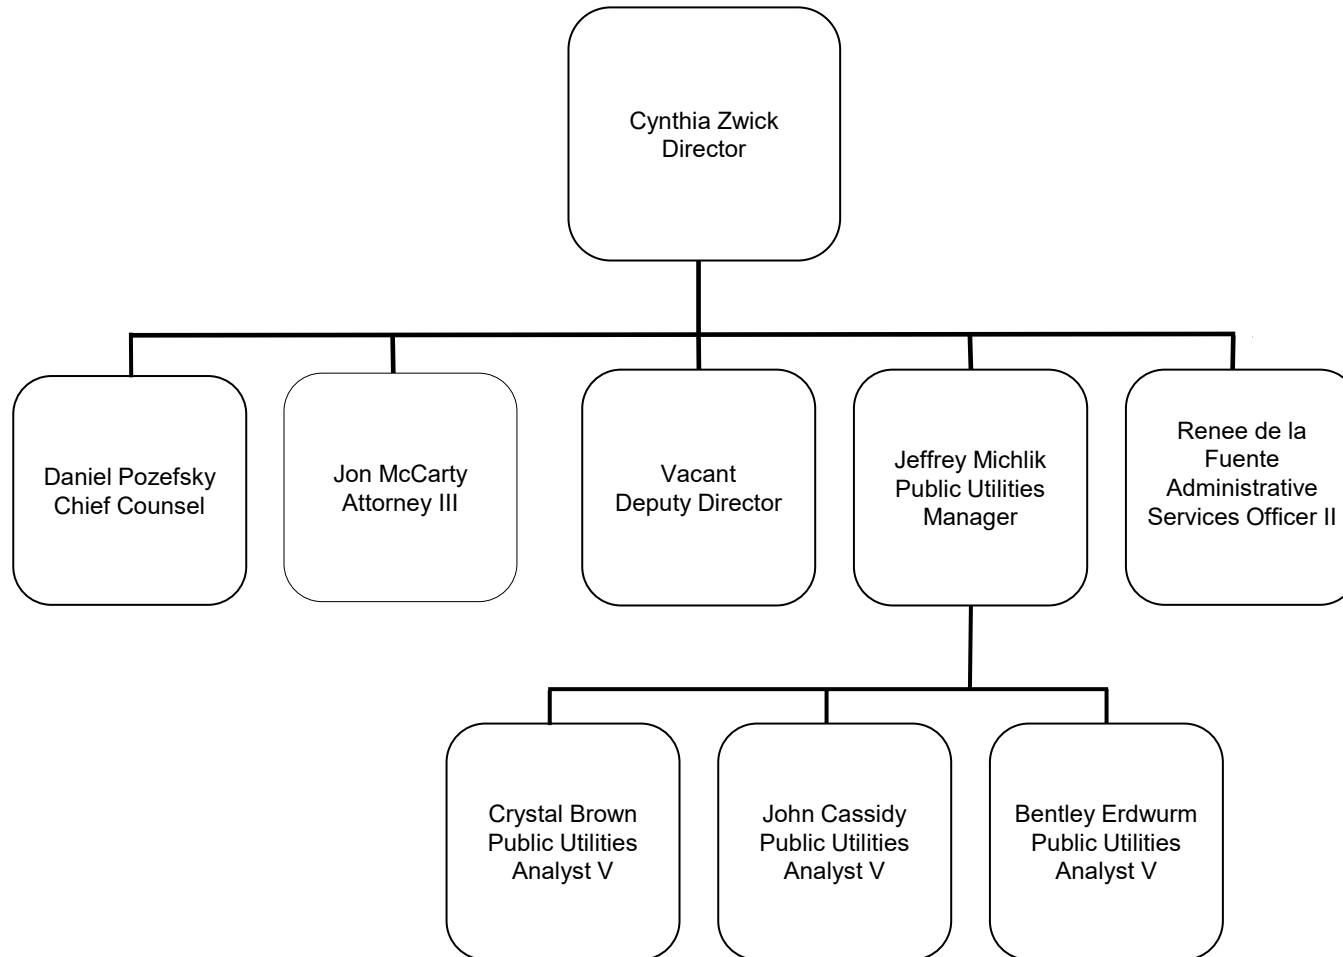 Cynthia Zwick
Director
Daniel Pozefsky
Chief Counsel
Jon McCarty
Attorney III
Vacant
Deputy Director
Jeffrey Michlik
Public Utilities
Manager
Renee de la
Fuente
Administrative
Services Officer II
Crystal Brown
Public Utilities
Analyst V
John Cassidy
Public Utilities
Analyst V
Bentley Erdwurm
Public Utilities
Analyst V